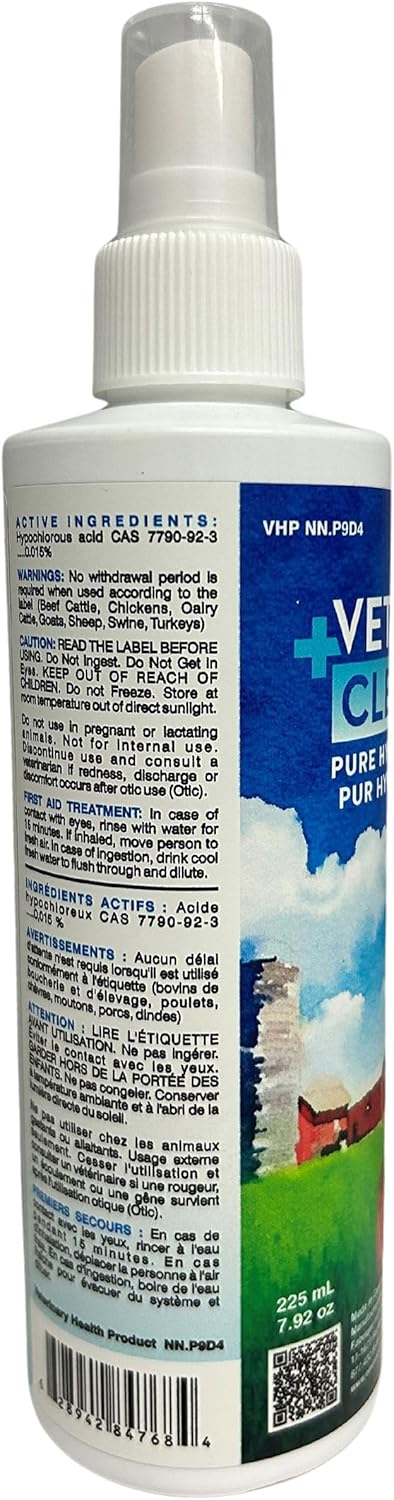 ACTIVE INGREDIENTS:
Hypochlorous acid CAS 7790-92-3
....0.015%
WARNINGS: No withdrawal period is
required when used according to the
label (Beef Cattle, Chickens, Oairy
Cattle, Goats, Sheep, Swine, Turkeys)
CAUTION: READ THE LABEL BEFORE
USING. Do Not Ingest. Do Not Get in
Eyes. KEEP OUT OF REACH OF
CHILDREN. Do not Freeze. Store at
room temperature out of direct sunlight.
Do not use in pregnant or lactating
animals. Not for internal use.
Discontinue use and consult a
veterinarian if redness, discharge or
discomfort occurs after otic use (Otic).
FIRST AID TREATMENT: In case of
contact with eyes, rinse with water for
15 minutes. If inhaled, move person to
fresh air. In case of ingestion, drink cool
fresh water to flush through and dilute.
INGRÉDIENTS ACTIFS : Acide
hypochloreux CAS 7790-92-3
....0,015 %
AVERTISSEMENTS : Aucun délai
d'attente n'est requis lorsqu'il est utilisé
conformément à l'étiquette (bovins de
boucherie et d'élevage, poulets,
chèvres, moutons, porcs, dindes)
ATTENTION : LIRE L'ÉTIQUETTE
AVANT UTILISATION. Ne pas ingérer.
Éviter le contact avec les yeux.
GARDER HORS DE LA PORTÉE DES
ENFANTS. Ne pas congeler. Conserver
température ambiante et à l'abri de la
lumière directe du soleil.
Ne pas utiliser chez les animaux
gestants ou allaitants. Usage externe
seulement. Cesser l'utilisation et
consulter un vétérinaire si une rougeur,
écoulement ou une gêne survient
après l'utilisation otique (Otic).
PREMIERS SECOURS : En cas de
contact avec les yeux, rincer à l'eau
pendant 15 minutes. En cas
déplacer la personne à l'air
En cas d'ingestion, boire de l'eau
pour évacuer du système et
Veterinary Health Product NN.P9D4
28942 84768 4
VHP NN.P9D4
+VET
CLE
PURE H
PUR HY
225 mL
7.92 oz